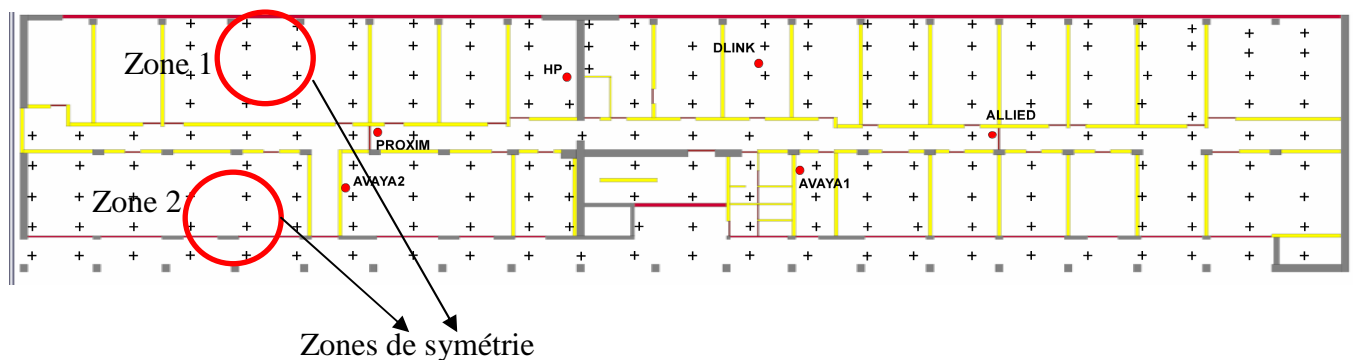 DLINK
Zone 1
HP
ALLIED
PROXIM
AVAYA1
AVAYA2
Zone 2
Zones de symétrie